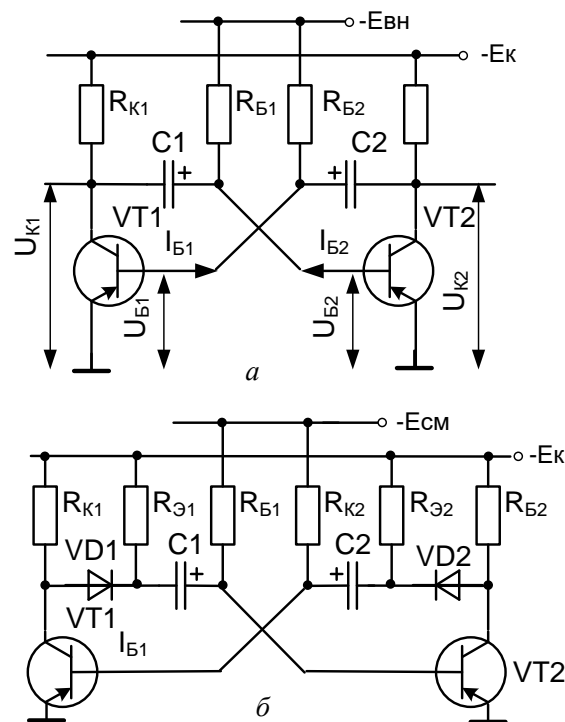 -Eвн
-Eк
RК1 RБ1 RБ2
C1 C2
+ +
VT1 VT2
IБ1 IБ2
UК1 UБ1 UБ2 UК2
а
-Eсм
-Eк
RК1 RЭ1 RБ1 RК2 RЭ2 RБ2
VD1 C1 C2 VD2
+ +
VT1
IБ1
VT2
б